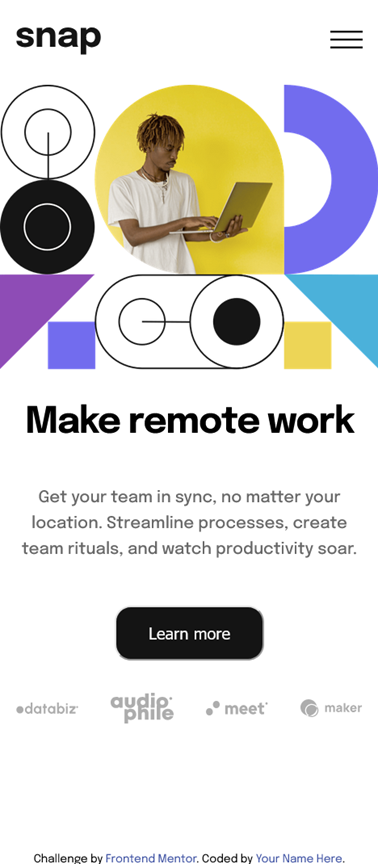 snap
Make remote work
Get your team in sync, no matter your
location. Streamline processes, create
team rituals, and watch productivity soar.
Learn more
databiz
audiophile
meet
maker
Challenge by Frontend Mentor. Coded by Your Name Here.